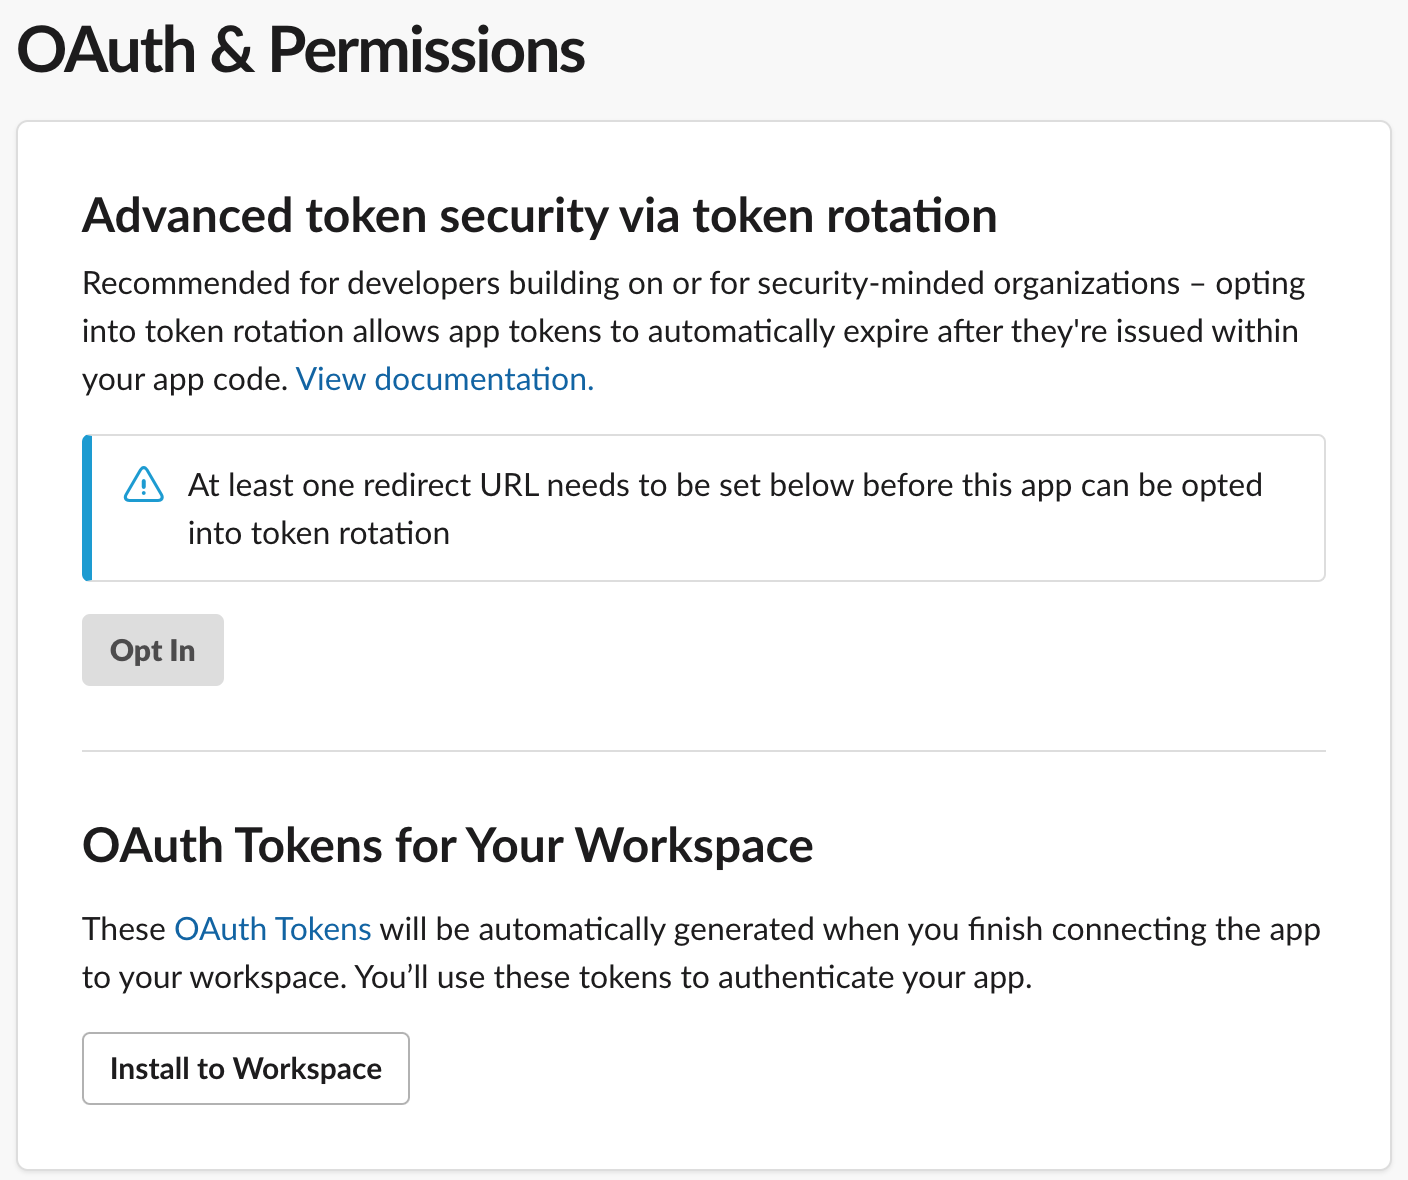 OAuth & Permissions
Advanced token security via token rotation
Recommended for developers building on or for security-minded organizations – opting
into token rotation allows app tokens to automatically expire after they're issued within
your app code. View documentation.
At least one redirect URL needs to be set below before this app can be opted
into token rotation
Opt In
OAuth Tokens for Your Workspace
These OAuth Tokens will be automatically generated when you finish connecting the app
to your workspace. You’ll use these tokens to authenticate your app.
Install to Workspace